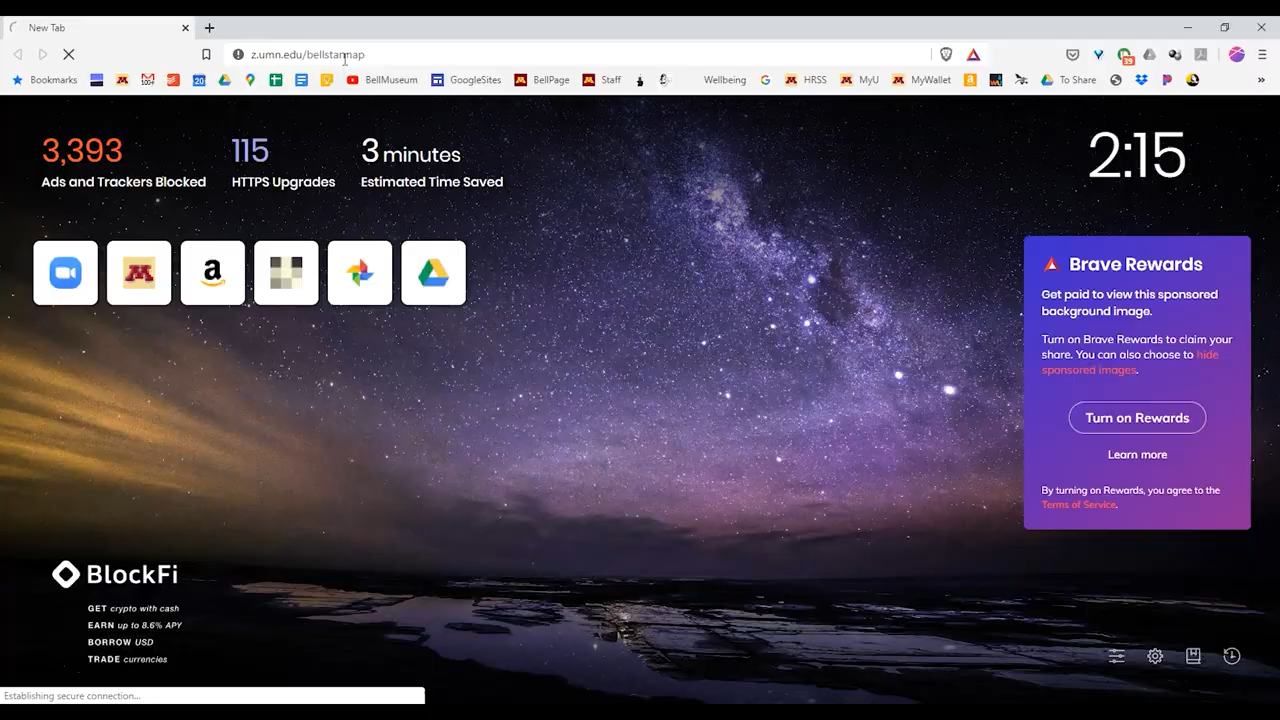 New Tab
z.umn.edu/bellstarmap
Bookmarks
BellMuseum
GoogleSites
BellPage
Staff
Wellbeing
HRSS
MyU
MyWallet
To Share
39
20
100+
3,393
Ads and Trackers Blocked
115
HTTPS Upgrades
3 minutes
Estimated Time Saved
2:15
Brave Rewards
Get paid to view this sponsored
background image.
Turn on Brave Rewards to claim your
share. You can also choose to hide
sponsored images.
Turn on Rewards
Learn more
By turning on Rewards, you agree to the
Terms of Service.
BlockFi
GET crypto with cash
EARN up to 8.6% APY
BORROW USD
TRADE currencies
Establishing secure connection...